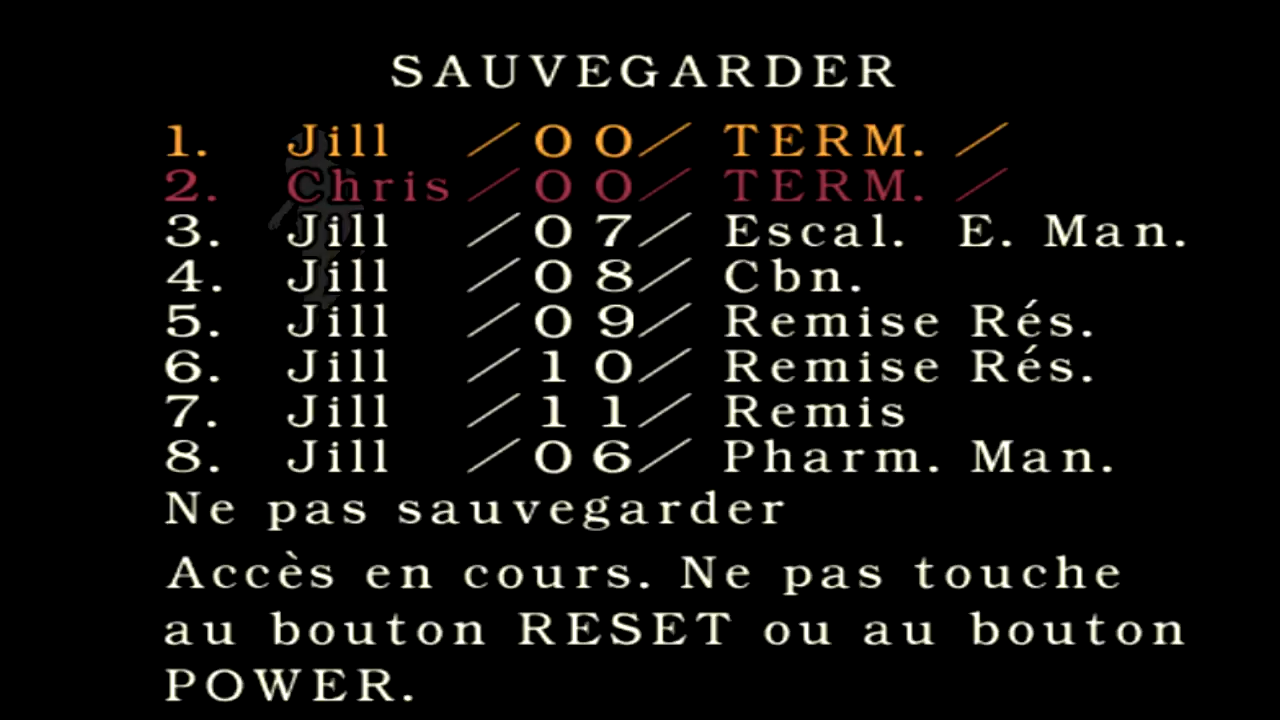 SAUVEGARDER
1. Jill / 00 / TERM. /
2. Chris / 00 / TERM. /
3. Jill / 07 / Escal. E. Man.
4. Jill / 08 / Cbn.
5. Jill / 09 / Remise Rés.
6. Jill / 10 / Remise Rés.
7. Jill / 11 / Remis
8. Jill / 06 / Pharm. Man.
Ne pas sauvegarder
Accès en cours. Ne pas touche
au bouton RESET ou au bouton
POWER.